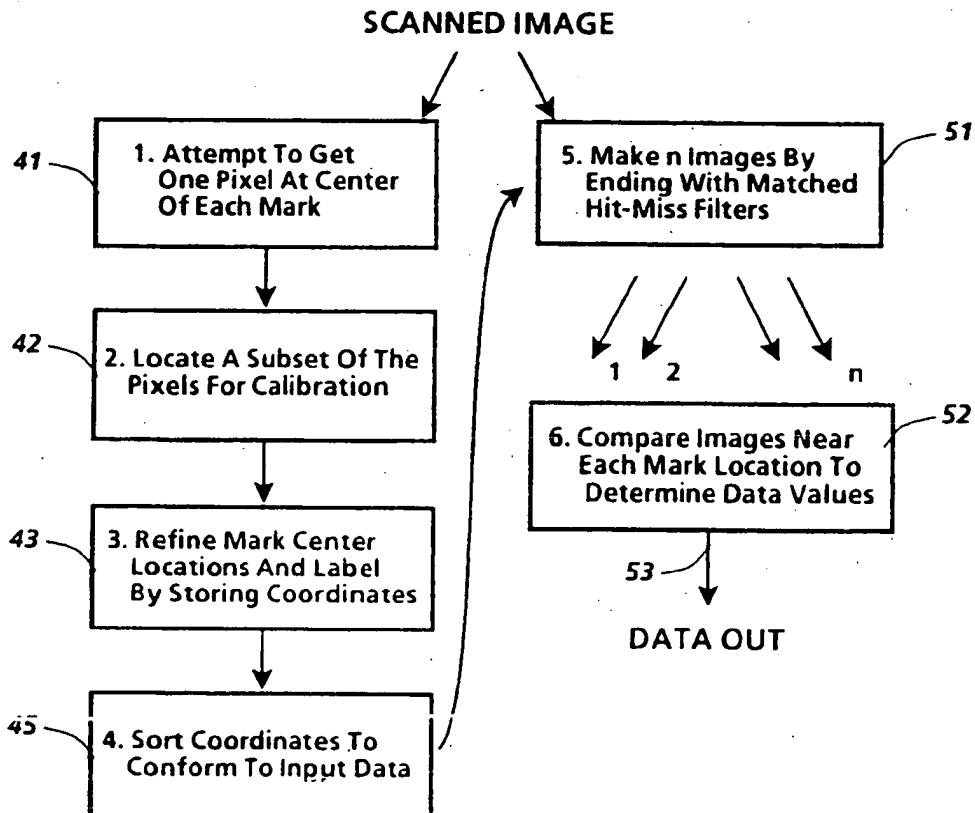 SCANNED IMAGE
41
1. Attempt To Get
One Pixel At Center
Of Each Mark
42
2. Locate A Subset Of The
Pixels For Calibration
43
3. Refine Mark Center
Locations And Label
By Storing Coordinates
45
4. Sort Coordinates To
Conform To Input Data
51
5. Make n Images By
Ending With Matched
Hit-Miss Filters
1 2 n
52
6. Compare Images Near
Each Mark Location To
Determine Data Values
53
DATA OUT